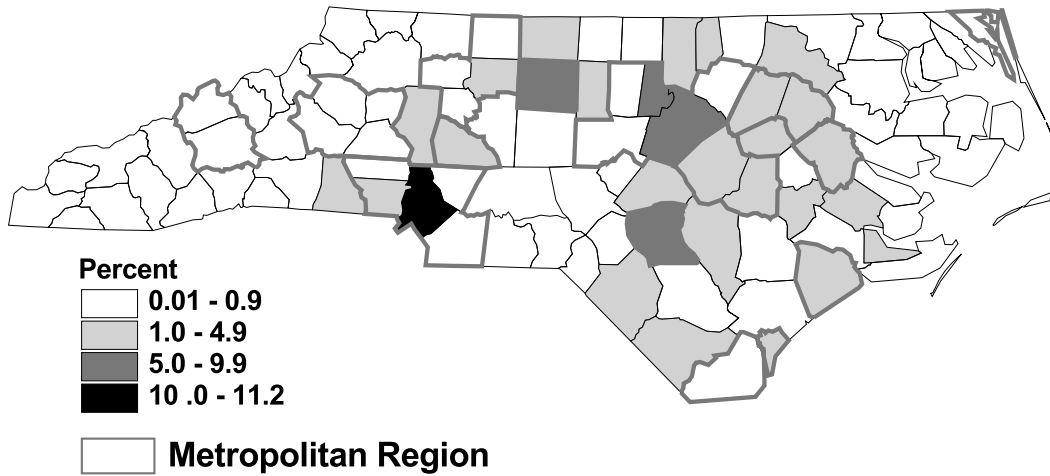 Percent
0.01 - 0.9
1.0 - 4.9
5.0 - 9.9
10 .0 - 11.2
Metropolitan Region